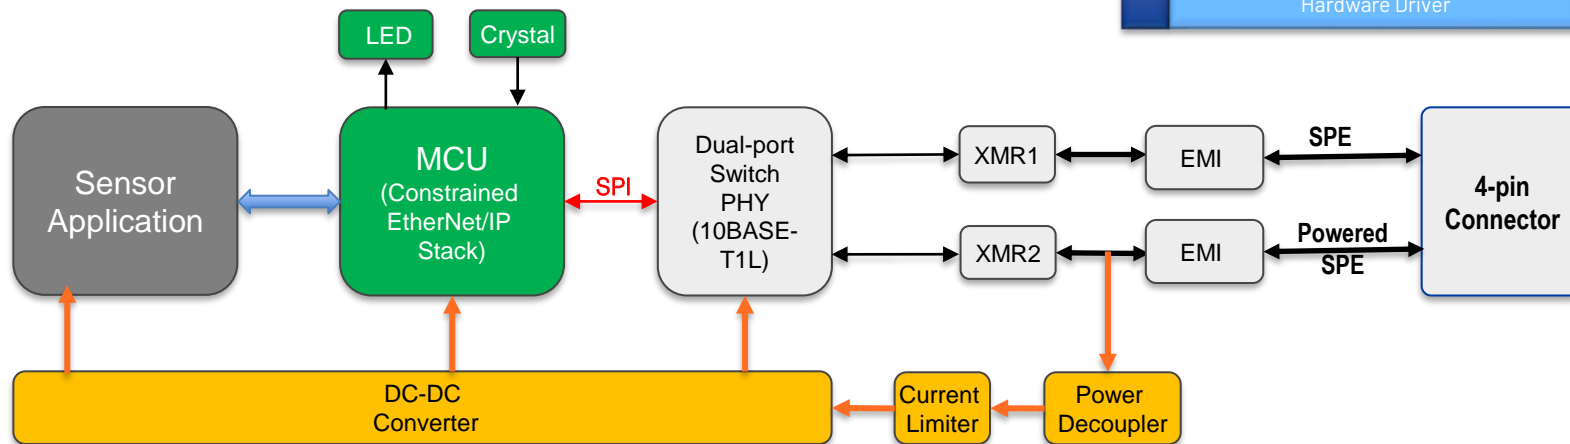 Hardware Driver
LED
Crystal
Sensor
Application
MCU
(Constrained
EtherNet/IP
Stack)
SPI
Dual-port
Switch
PHY
(10BASE-
T1L)
XMR1
EMI
SPE
XMR2
EMI
Powered
SPE
4-pin
Connector
DC-DC
Converter
Current
Limiter
Power
Decoupler